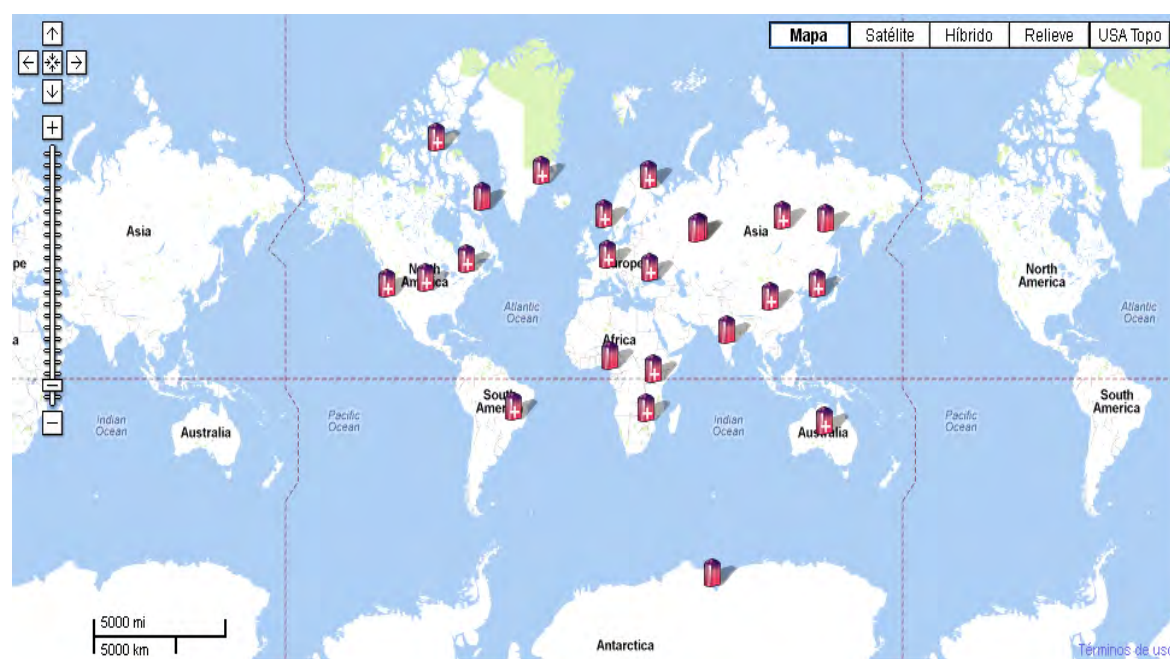 Mapa Satélite Híbrido Relieve USA Topo
Asia
North
America
Europe
Asia
North
America
Atlantic
Ocean
Atlantic
Ocean
Africa
South
America
South
America
Indian
Ocean
Australia
Pacific
Ocean
Indian
Ocean
Australia
Pacific
Ocean
5000 mi
5000 km
Antarctica
Términos de uso